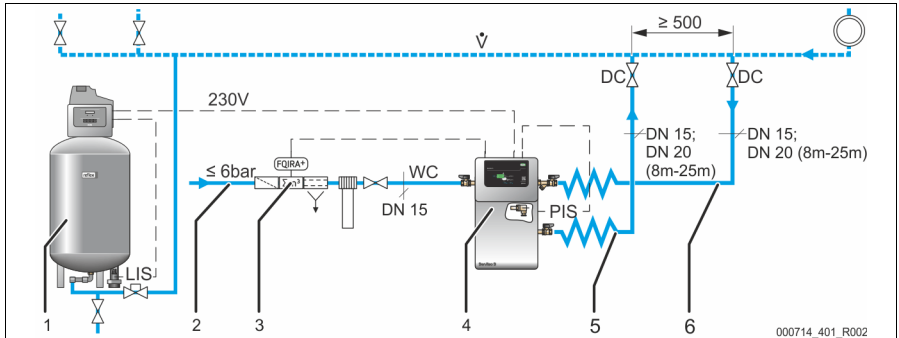 ≥ 500
V̇
DC
DC
230V
DN 15;
DN 20 (8m-25m)
DN 15;
DN 20 (8m-25m)
FQIRA+
≤ 6bar
Σm³
WC
DN 15
PIS
LIS
1
2
3
4
5
6
000714_401_R002